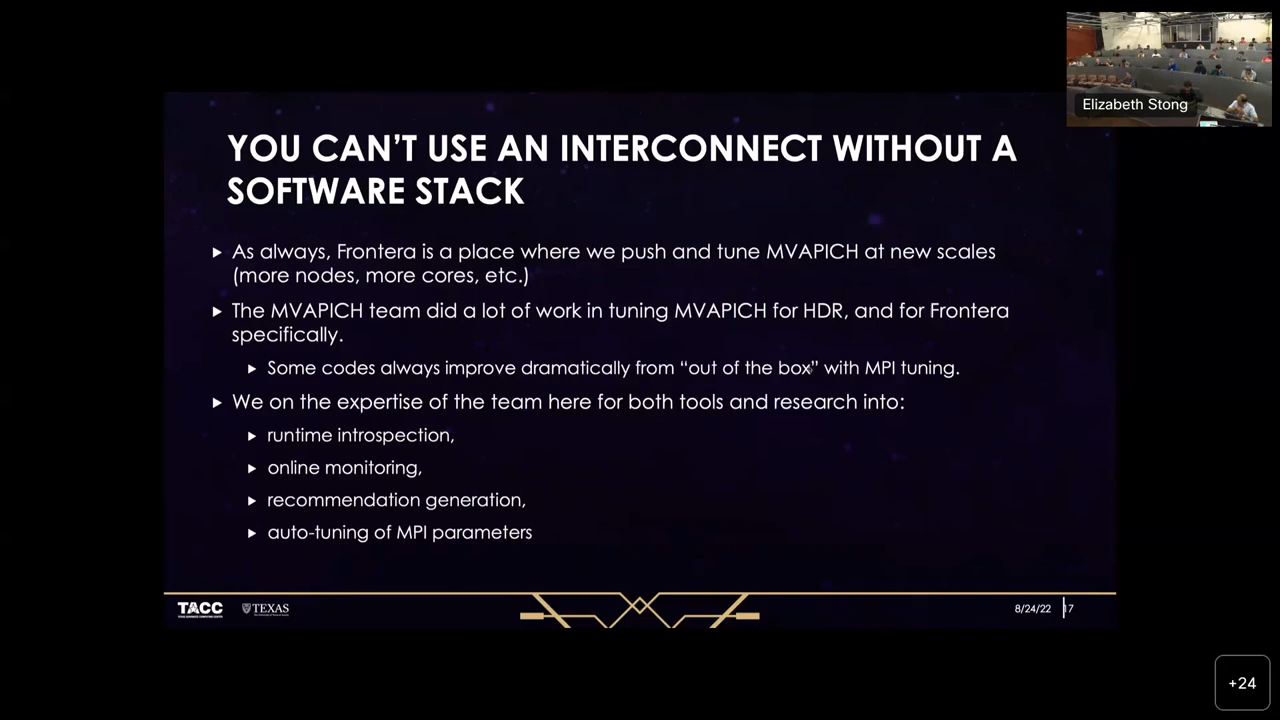 Elizabeth Stong
YOU CAN'T USE AN INTERCONNECT WITHOUT A
SOFTWARE STACK
As always, Frontera is a place where we push and tune MVAPICH at new scales
(more nodes, more cores, etc.)
The MVAPICH team did a lot of work in tuning MVAPICH for HDR, and for Frontera
specifically.
Some codes always improve dramatically from “out of the box” with MPI tuning.
We on the expertise of the team here for both tools and research into:
runtime introspection,
online monitoring,
recommendation generation,
auto-tuning of MPI parameters
TACC
TEXAS
8/24/22 17
+24